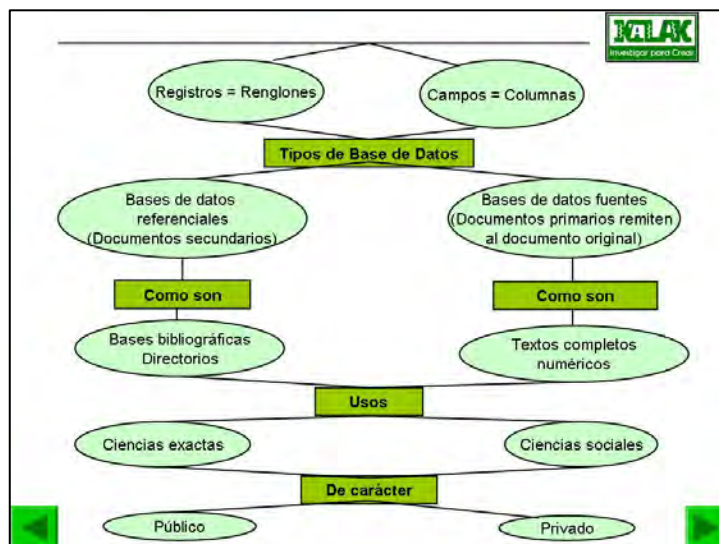 KALAK
Investigar para Crear
Registros = Renglones
Campos = Columnas
Tipos de Base de Datos
Bases de datos
referenciales
(Documentos secundarios)
Bases de datos fuentes
(Documentos primarios remiten
al documento original)
Como son
Como son
Bases bibliográficas
Directorios
Textos completos
numéricos
Usos
Ciencias exactas
Ciencias sociales
De carácter
Público
Privado